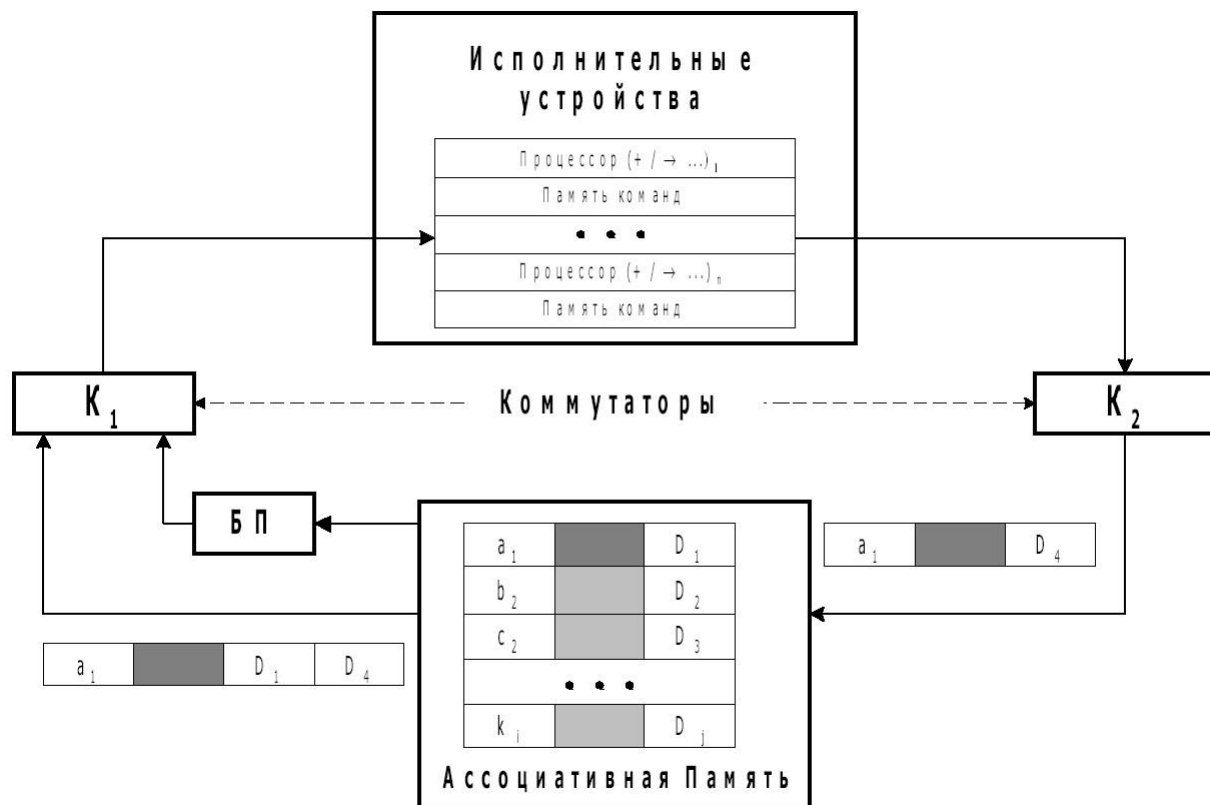 Исполнительные
устройства
Процессор (+ / → ...)₁
Память команд
• • •
Процессор (+ / → ...)ₙ
Память команд
К₁
Коммутаторы
К₂
БП
a₁ D₁
b₂ D₂
c₂ D₃
• • •
kᵢ Dⱼ
Ассоциативная Память
a₁ D₄
a₁ D₁ D₄